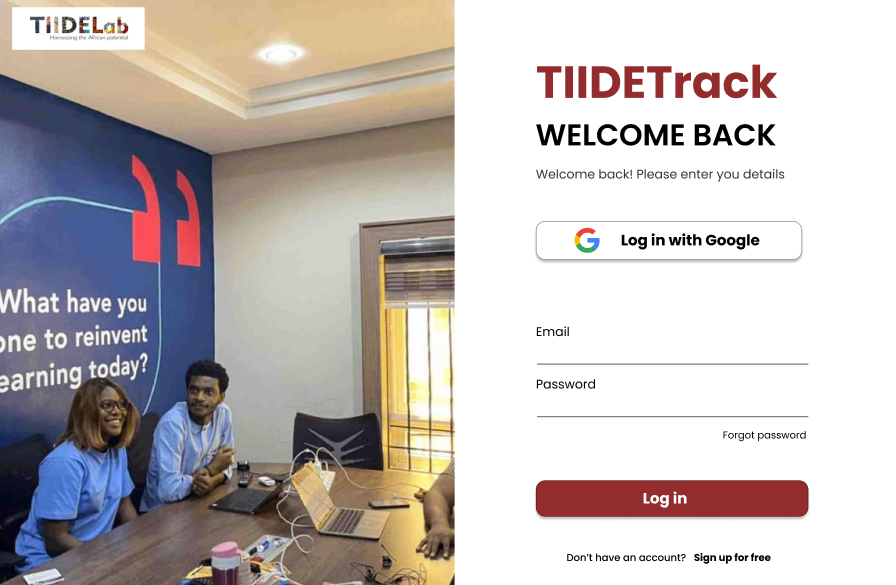 TIIDELab
Harnessing the African potential
What have you
one to reinvent
earning today?
TIIDETrack
WELCOME BACK
Welcome back! Please enter you details
Log in with Google
Email
Password
Forgot password
Log in
Don't have an account? Sign up for free